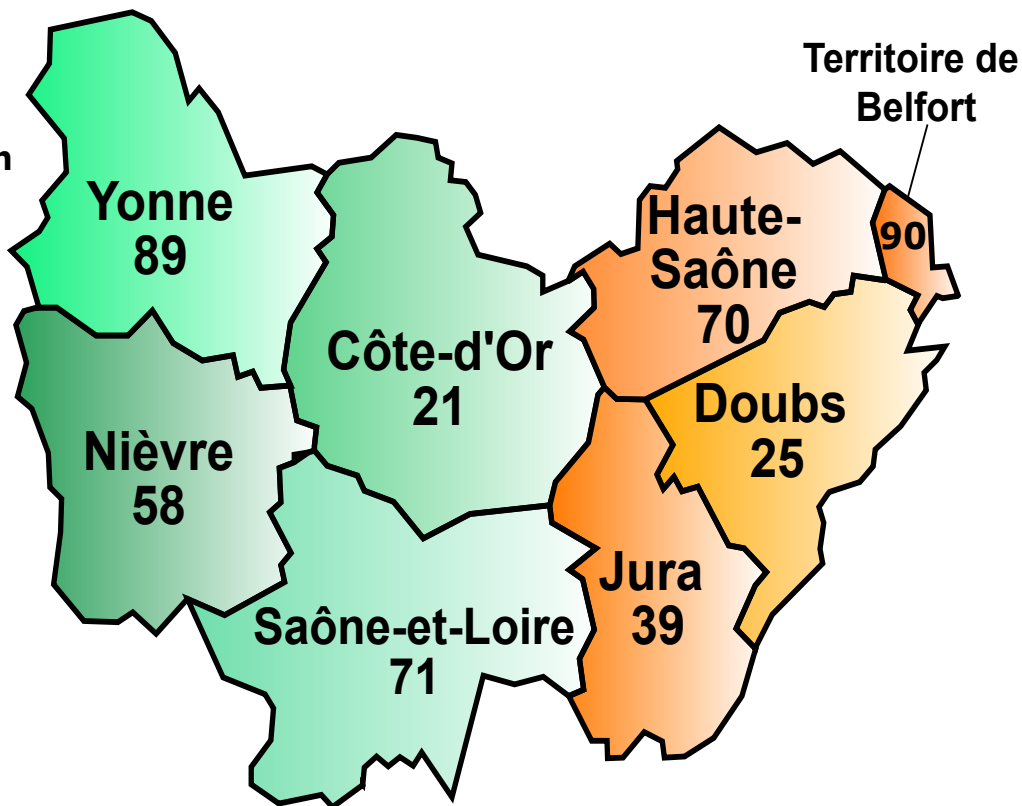 Territoire de
Belfort
n
Yonne
89
Haute-
Saône
70
90
Côte-d'Or
21
Doubs
25
Nièvre
58
Jura
39
Saône-et-Loire
71